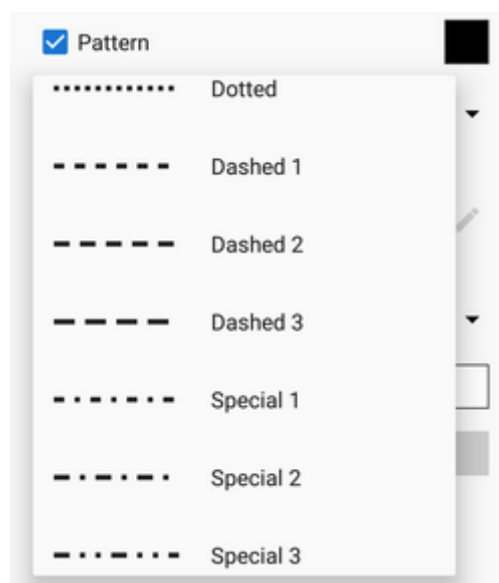 Pattern
Dotted
Dashed 1
Dashed 2
Dashed 3
Special 1
Special 2
Special 3